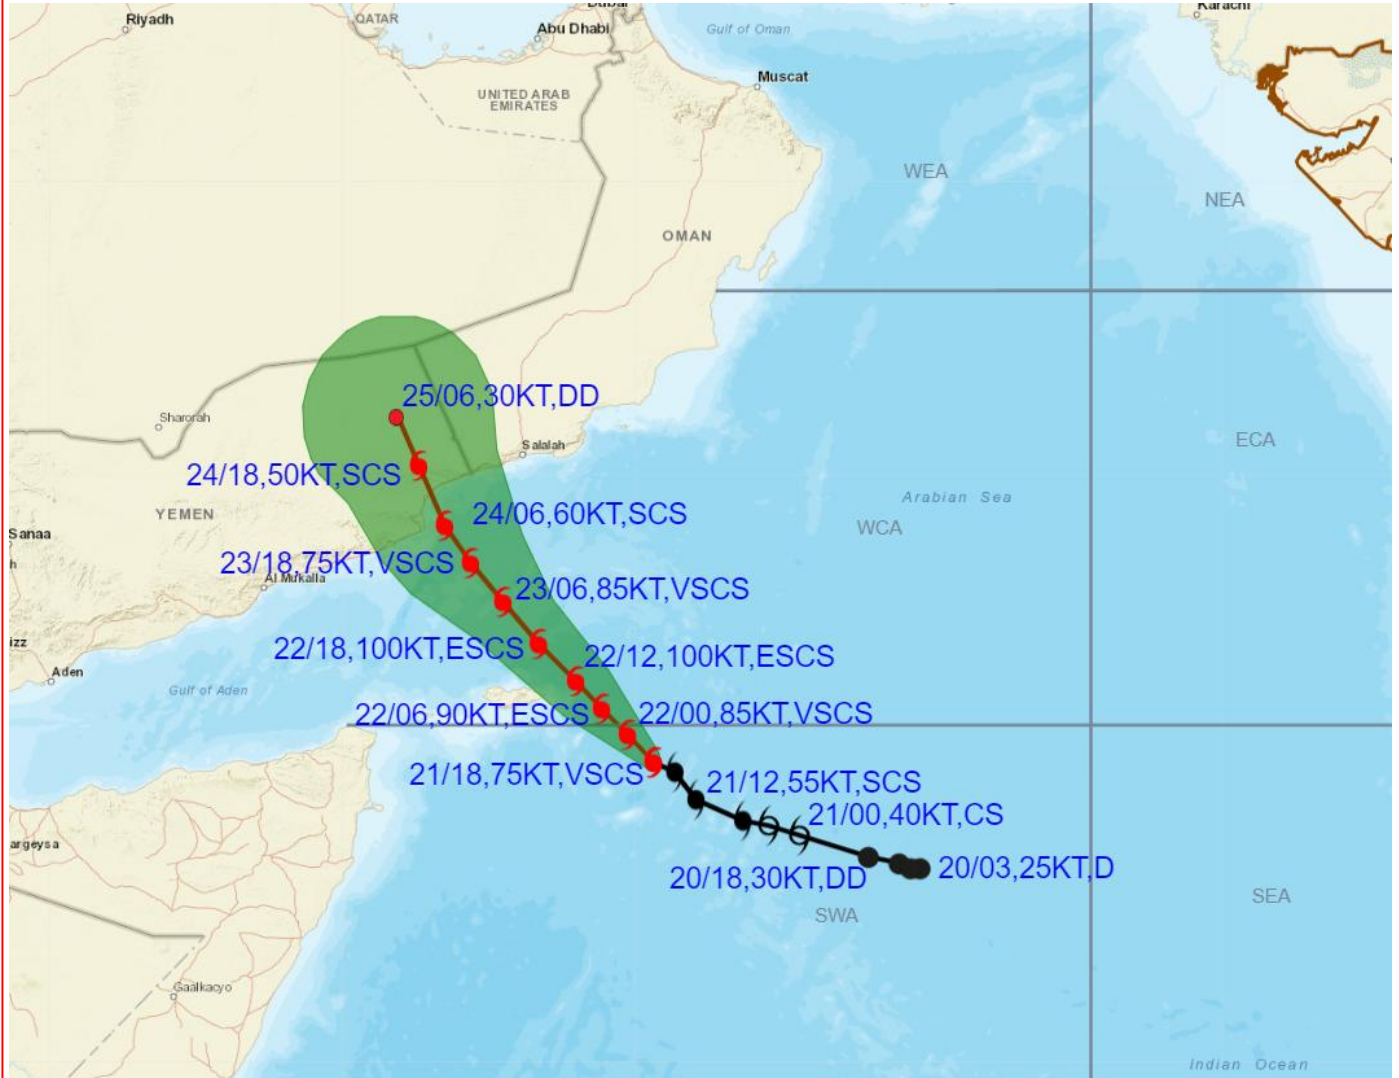 Riyadh
QATAR
Dubai
Abu Dhabi
Gulf of Oman
Karachi
Muscat
UNITED ARAB
EMIRATES
WEA
NEA
OMAN
25/06,30KT,DD
Sharorah
Salalah
24/18,50KT,SCS
ECA
Arabian Sea
YEMEN
24/06,60KT,SCS
WCA
Sanaa
h
23/18,75KT,VSCS
Al Mukalla
23/06,85KT,VSCS
izz
22/18,100KT,ESCS
22/12,100KT,ESCS
Aden
Gulf of Aden
22/06,90KT,ESCS
22/00,85KT,VSCS
21/18,75KT,VSCS
21/12,55KT,SCS
21/00,40KT,CS
argeysa
20/18,30KT,DD
20/03,25KT,D
SEA
SWA
Gaalkacyo
Indian Ocean